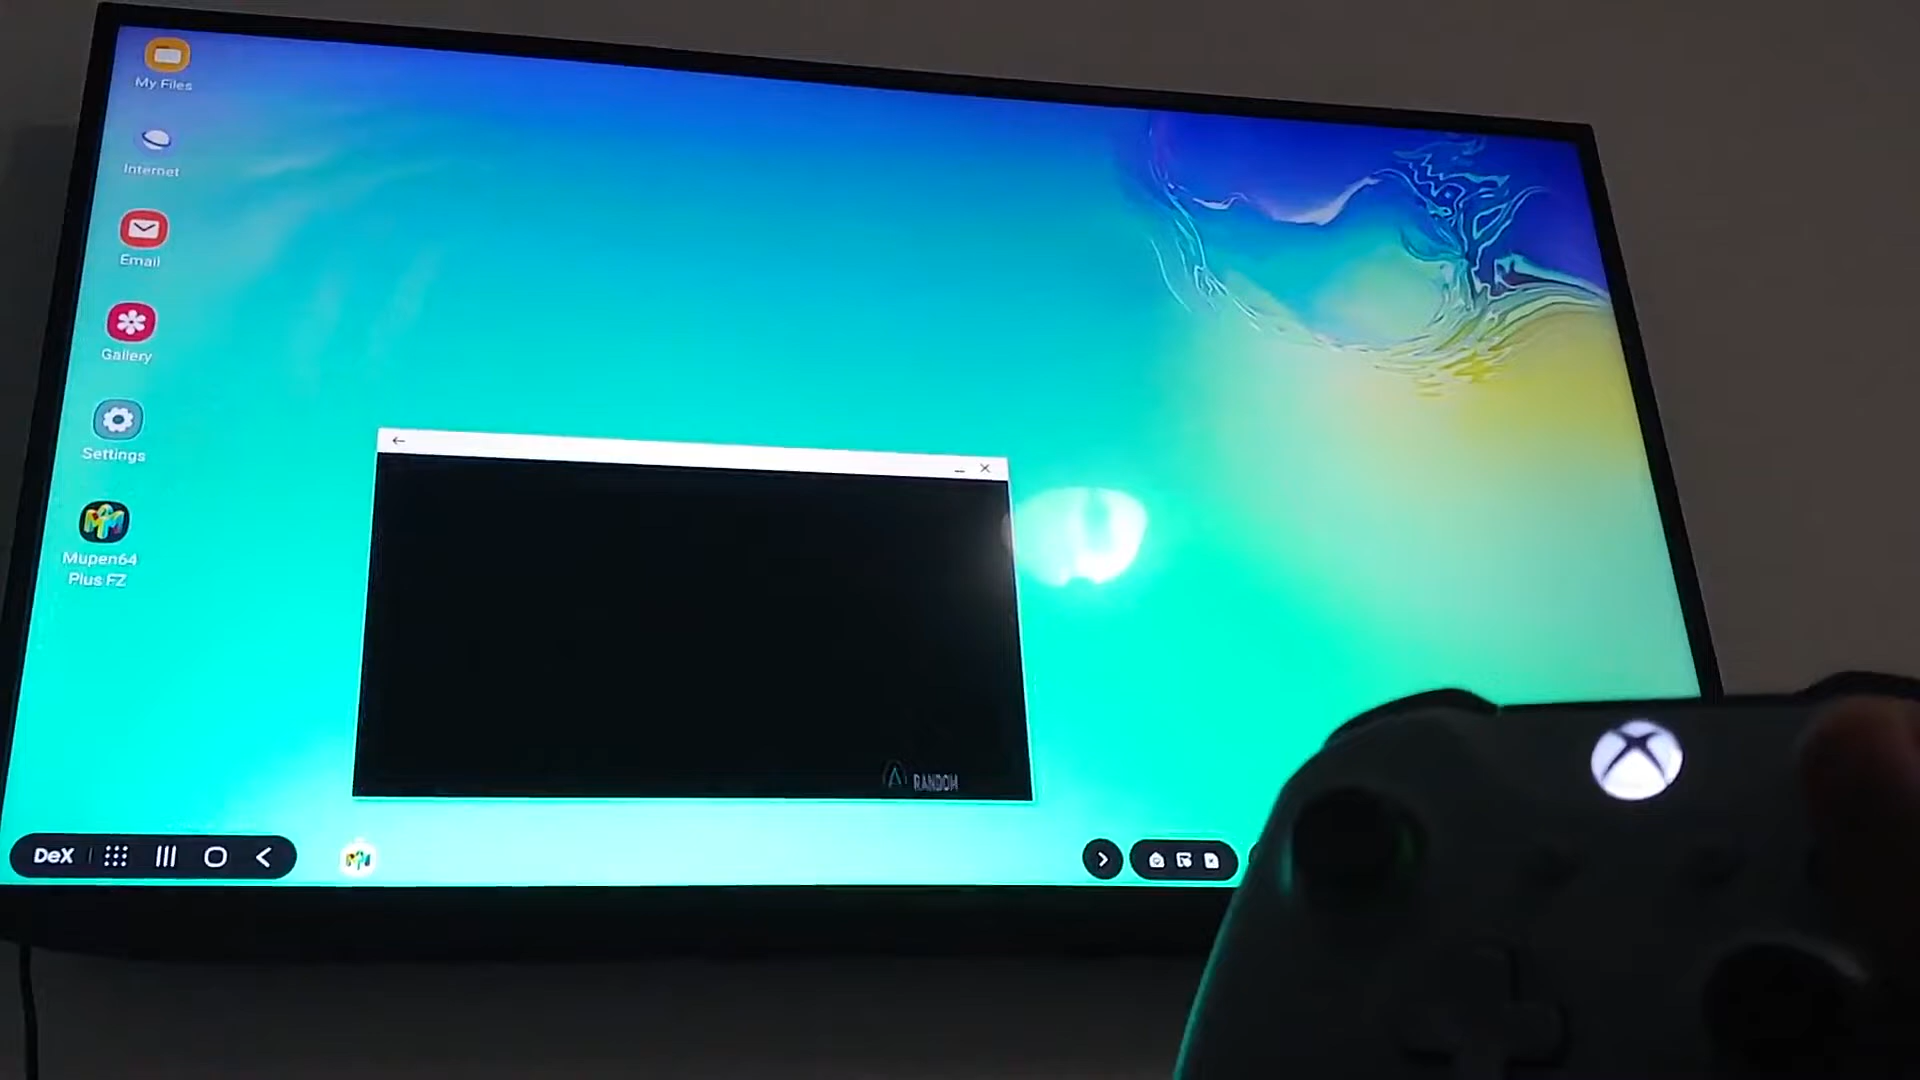 My Files
Internet
Email
Gallery
Settings
Mupen64
Plus FZ
RANDOM
DeX